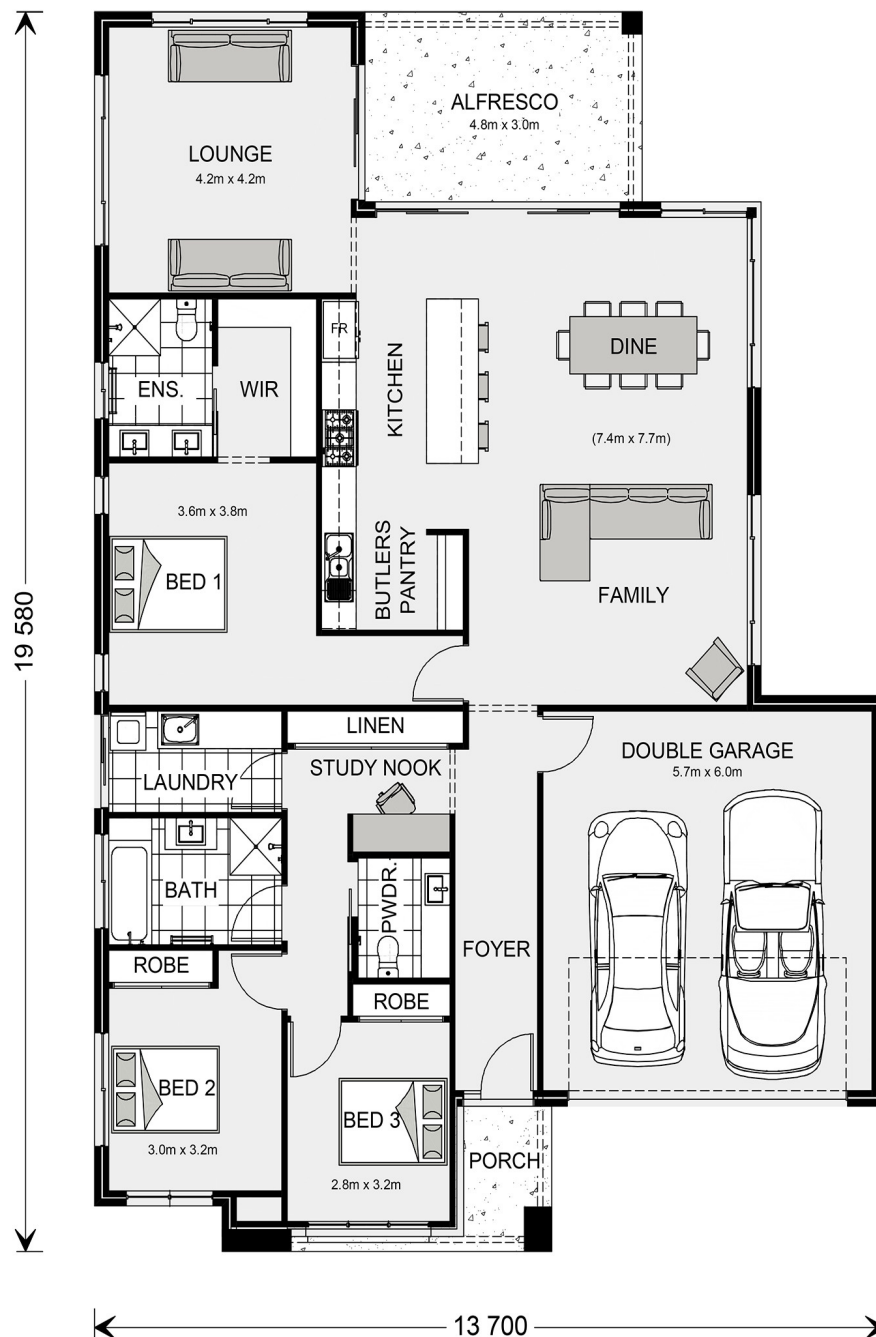 ALFRESCO
4.8m x 3.0m
LOUNGE
4.2m x 4.2m
FR
KITCHEN
DINE
ENS.
WIR
(7.4m x 7.7m)
3.6m x 3.8m
BUTLERS
PANTRY
BED 1
FAMILY
19 580
LINEN
DOUBLE GARAGE
5.7m x 6.0m
STUDY NOOK
LAUNDRY
BATH
PWDR.
FOYER
ROBE
ROBE
BED 2
3.0m x 3.2m
BED 3
2.8m x 3.2m
PORCH
13 700